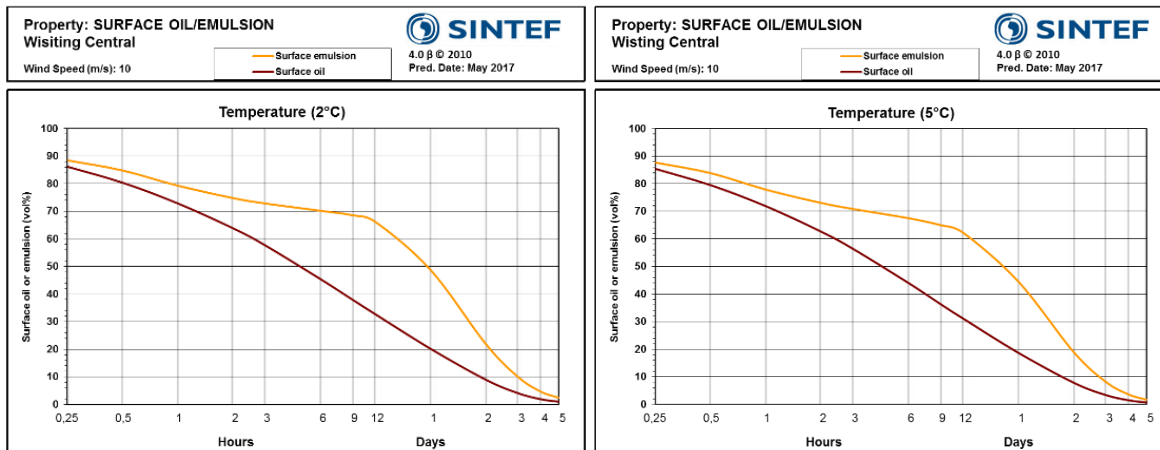 Property: SURFACE OIL/EMULSION
Wisiting Central
Wind Speed (m/s): 10
Surface emulsion
Surface oil
SINTEF
4.0 β © 2010
Pred. Date: May 2017
Temperature (2°C)
Surface oil or emulsion (vol%)
100
90
80
70
60
50
40
30
20
10
0
0,25 0,5 1 2 3 6 9 12 1 2 3 4 5
Hours Days
Property: SURFACE OIL/EMULSION
Wisting Central
Wind Speed (m/s): 10
Surface emulsion
Surface oil
SINTEF
4.0 β © 2010
Pred. Date: May 2017
Temperature (5°C)
Surface oil or emulsion (vol%)
100
90
80
70
60
50
40
30
20
10
0
0,25 0,5 1 2 3 6 9 12 1 2 3 4 5
Hours Days